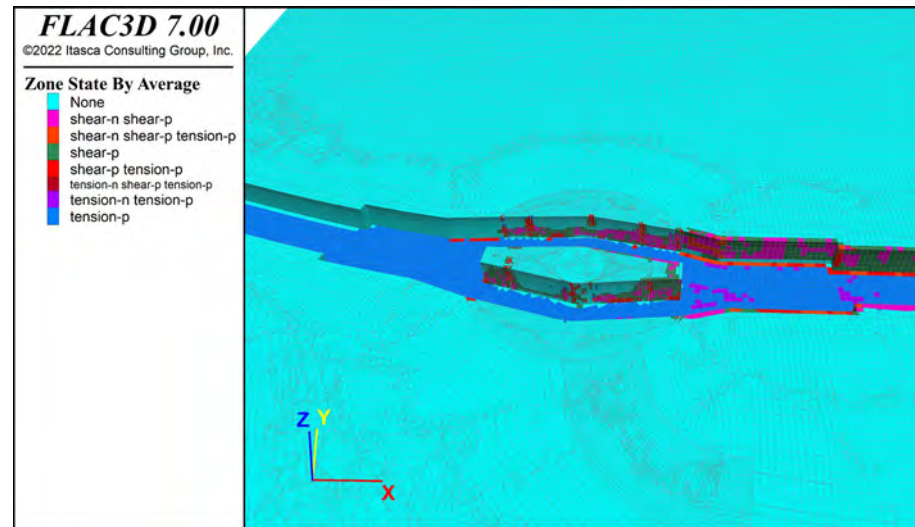 FLAC3D 7.00
©2022 Itasca Consulting Group, Inc.
Zone State By Average
None
shear-n shear-p
shear-n shear-p tension-p
shear-p
shear-p tension-p
tension-n shear-p tension-p
tension-n tension-p
tension-p
Z Y
X